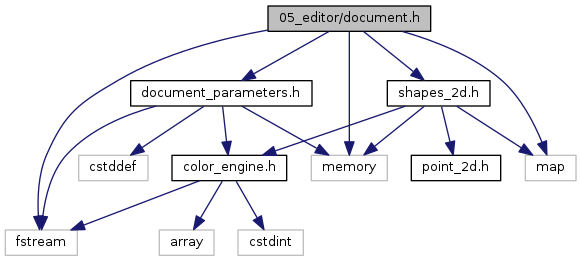 05_editor/document.h
document_parameters.h
shapes_2d.h
cstddef
color_engine.h
memory
point_2d.h
map
fstream
array
cstdint